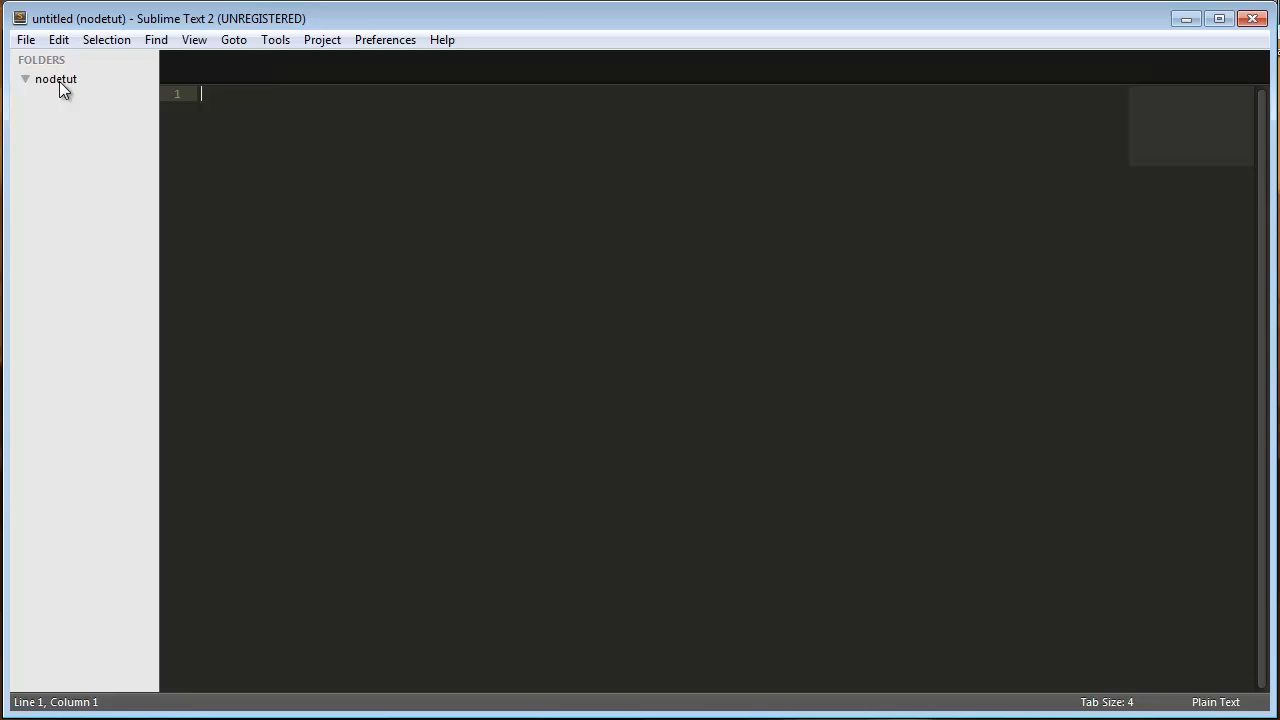 untitled (nodetut) - Sublime Text 2 (UNREGISTERED)
File Edit Selection Find View Goto Tools Project Preferences Help
FOLDERS
nodetut
1
Line 1, Column 1 Tab Size: 4 Plain Text